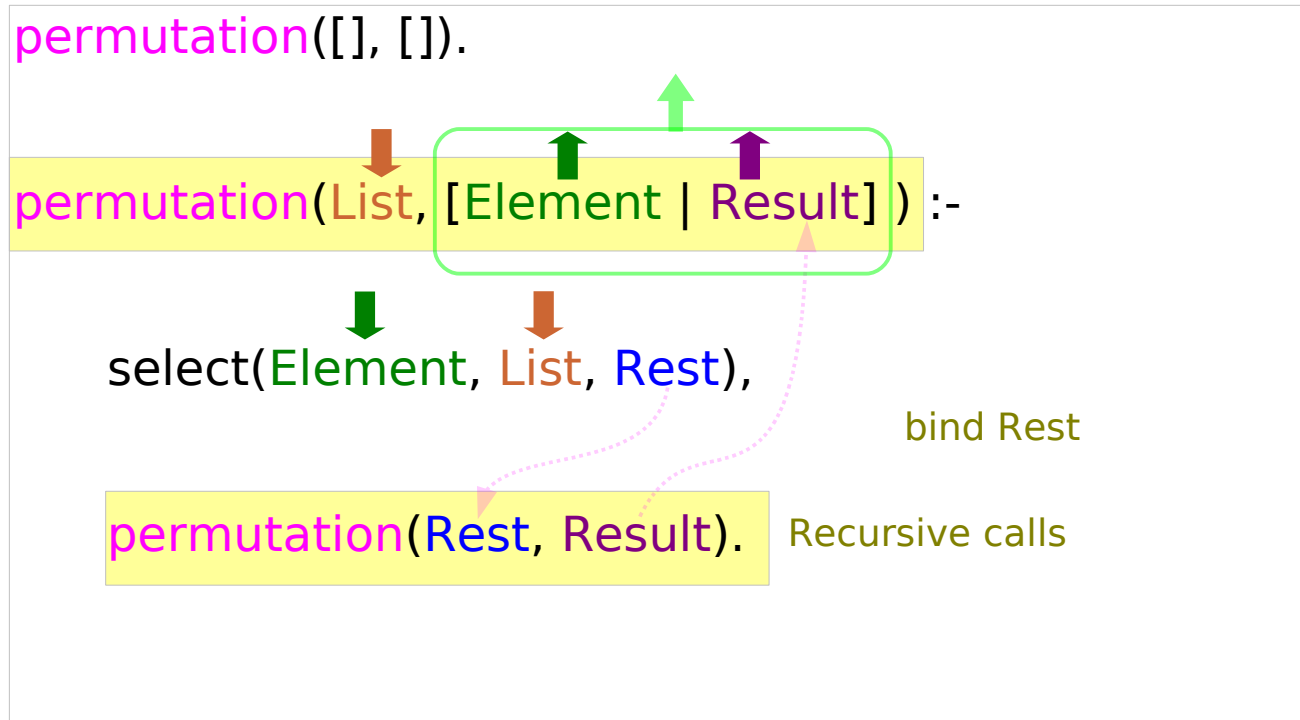 permutation([], []).
permutation(List, [Element | Result] ) :-
select(Element, List, Rest),
bind Rest
permutation(Rest, Result).
Recursive calls